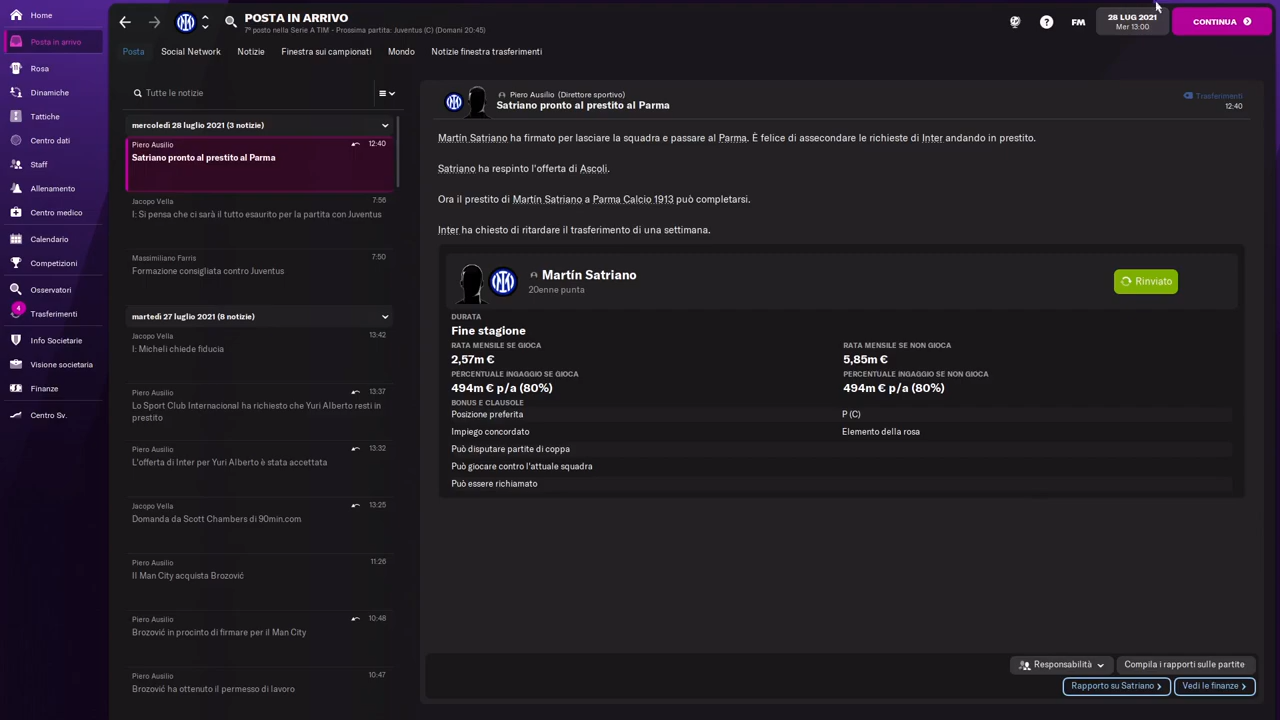 Home
Posta in arrivo
Rosa
Dinamiche
Tattiche
Centro dati
Staff
Allenamento
Centro medico
Calendario
Competizioni
Osservatori
4
Trasferimenti
Info Societarie
Visione societaria
Finanze
Centro Sv.
POSTA IN ARRIVO
7° posto nella Serie A TIM - Prossima partita: Juventus (C) (Domani 20:45)
? FM
28 LUG 2021
Mer 13:00
CONTINUA
Posta Social Network Notizie Finestra sui campionati Mondo Notizie finestra trasferimenti
Tutte le notizie
mercoledì 28 luglio 2021 (3 notizie)
Piero Ausilio 12:40
Satriano pronto al prestito al Parma
Jacopo Vella 7:56
I: Si pensa che ci sarà il tutto esaurito per la partita con Juventus
Massimiliano Farris 7:50
Formazione consigliata contro Juventus
martedì 27 luglio 2021 (8 notizie)
Jacopo Vella 13:42
I: Micheli chiede fiducia
Piero Ausilio 13:37
Lo Sport Club Internacional ha richiesto che Yuri Alberto resti in
prestito
Piero Ausilio 13:32
L'offerta di Inter per Yuri Alberto è stata accettata
Jacopo Vella 13:25
Domanda da Scott Chambers di 90min.com
Piero Ausilio 11:26
Il Man City acquista Brozović
Piero Ausilio 10:48
Brozović in procinto di firmare per il Man City
Piero Ausilio 10:47
Brozović ha ottenuto il permesso di lavoro
Piero Ausilio (Direttore sportivo)
Satriano pronto al prestito al Parma
Trasferimenti
12:40
Martín Satriano ha firmato per lasciare la squadra e passare al Parma. È felice di assecondare le richieste di Inter andando in prestito.
Satriano ha respinto l'offerta di Ascoli.
Ora il prestito di Martín Satriano a Parma Calcio 1913 può completarsi.
Inter ha chiesto di ritardare il trasferimento di una settimana.
Martín Satriano
20enne punta
Rinviato
DURATA
Fine stagione
RATA MENSILE SE GIOCA RATA MENSILE SE NON GIOCA
2,57m € 5,85m €
PERCENTUALE INGAGGIO SE GIOCA PERCENTUALE INGAGGIO SE NON GIOCA
494m € p/a (80%) 494m € p/a (80%)
BONUS E CLAUSOLE
Posizione preferita P (C)
Impiego concordato Elemento della rosa
Può disputare partite di coppa
Può giocare contro l'attuale squadra
Può essere richiamato
Responsabilità Compila i rapporti sulle partite
Rapporto su Satriano Vedi le finanze